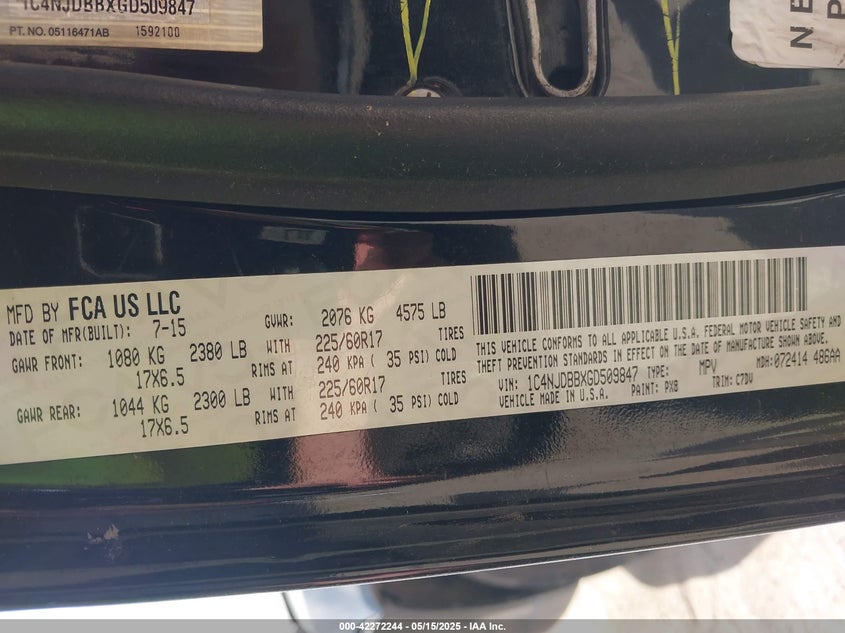 1C4NJDBBXGD509847
PT. NO. 05116471AB 1592100
NE
P
MFD BY FCA US LLC
DATE OF MFR(BUILT): 7-15 GVWR: 2076 KG 4575 LB
GAWR FRONT: 1080 KG 2380 LB WITH 225/60R17 TIRES
17X6.5 RIMS AT 240 KPA ( 35 PSI) COLD
GAWR REAR: 1044 KG 2300 LB WITH 225/60R17 TIRES
17X6.5 RIMS AT 240 KPA ( 35 PSI) COLD
THIS VEHICLE CONFORMS TO ALL APPLICABLE U.S.A. FEDERAL MOTOR VEHICLE SAFETY AND
THEFT PREVENTION STANDARDS IN EFFECT ON THE DATE OF MANUFACTURE SHOWN ABOVE.
VIN: 1C4NJDBBXGD509847 TYPE: MPV MDH: 072414 486AA
VEHICLE MADE IN U.S.A. PAINT: PX8 TRIM: C7DV
000-42272244 - 05/15/2025 - IAA Inc.